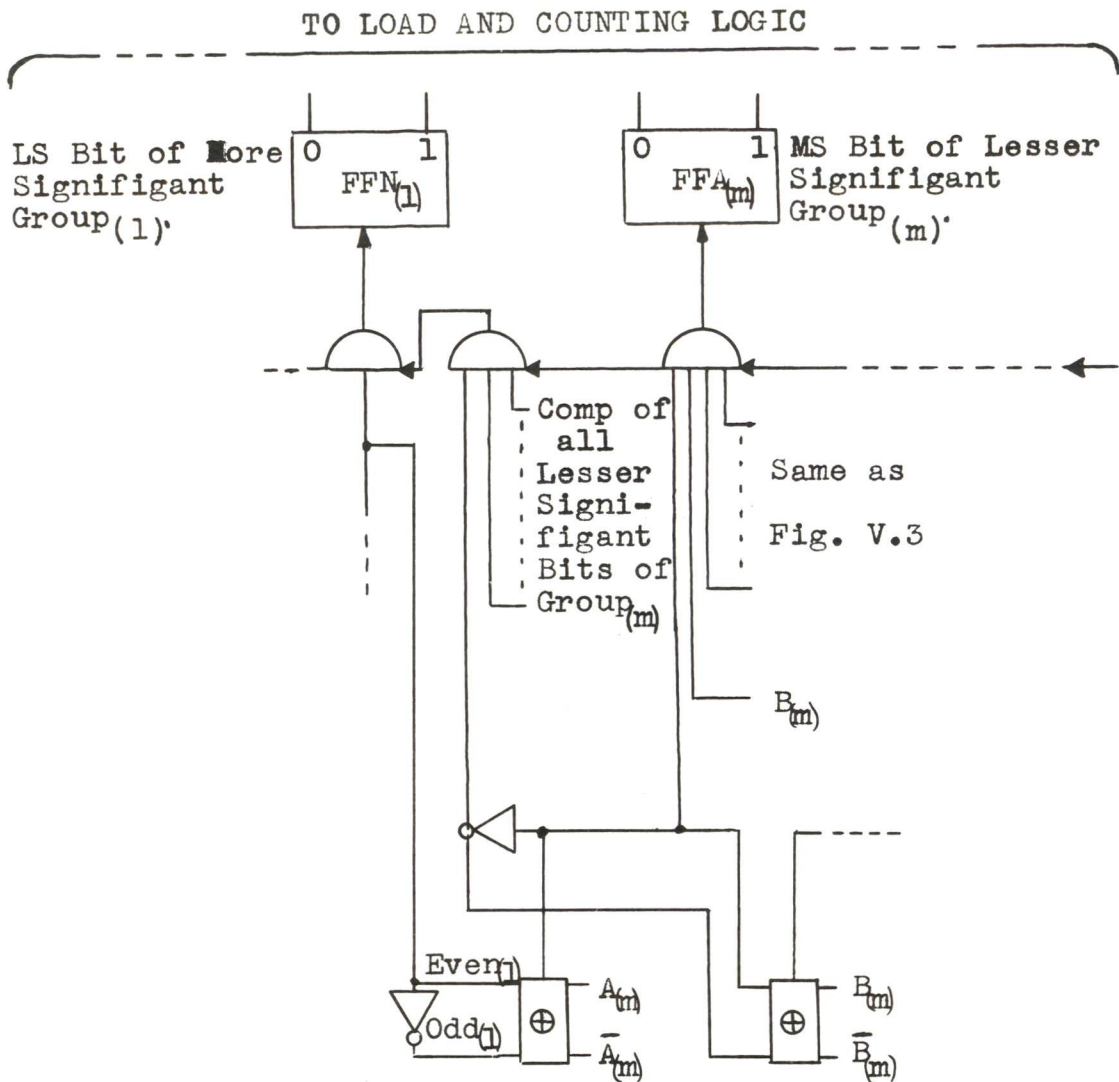 TO LOAD AND COUNTING LOGIC
LS Bit of More
Signifigant
Group(1).
0 1
FFN(1)
0 1
FFA(m)
MS Bit of Lesser
Signifigant
Group(m).
Comp of
all
Lesser
Signi-
figant
Bits of
Group(m)
Same as
Fig. V.3
B(m)
Even(1)
Odd(1)
⊕
A(m)
A̅(m)
⊕
B(m)
B̅(m)